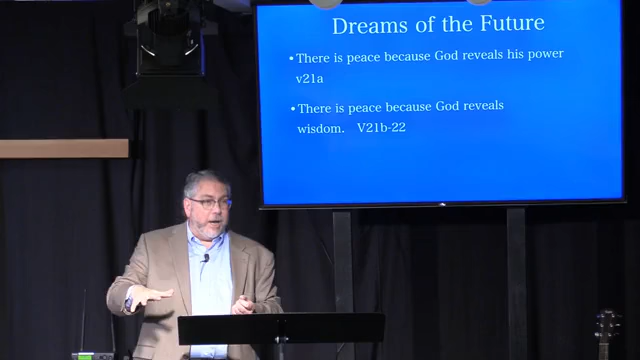 Dreams of the Future
• There is peace because God reveals his power
v21a
• There is peace because God reveals
wisdom. V21b-22